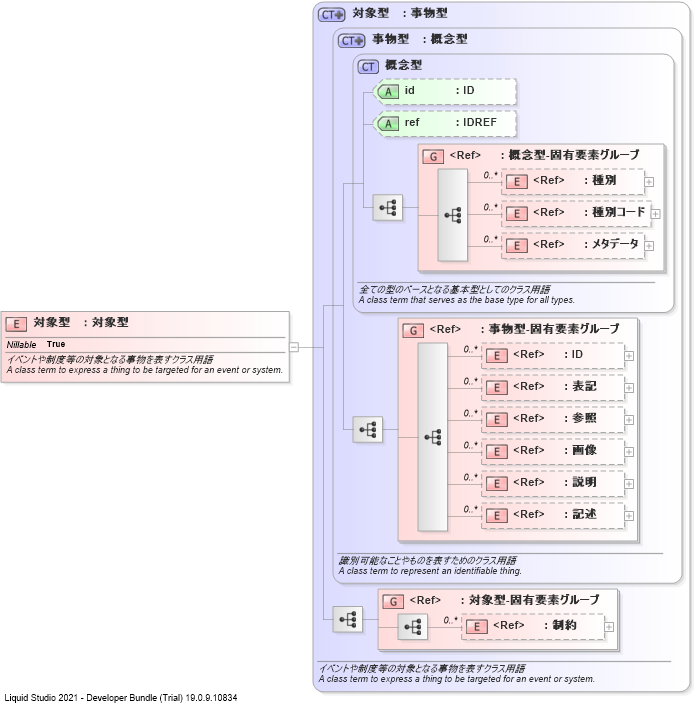 CT 対象型 : 事物型
CT 事物型 : 概念型
CT 概念型
A id : ID
A ref : IDREF
G <Ref> : 概念型-固有要素グループ
0..* E <Ref> : 種別
0..* E <Ref> : 種別コード
0..* E <Ref> : メタデータ
全ての型のベースとなる基本型としてのクラス用語
A class term that serves as the base type for all types.
E 対象型 : 対象型
Nillable True
イベントや制度等の対象となる事物を表すクラス用語
A class term to express a thing to be targeted for an event or system.
G <Ref> : 事物型-固有要素グループ
0..* E <Ref> : ID
0..* E <Ref> : 表記
0..* E <Ref> : 参照
0..* E <Ref> : 画像
0..* E <Ref> : 説明
0..* E <Ref> : 記述
識別可能なことやものを表すためのクラス用語
A class term to represent an identifiable thing.
G <Ref> : 対象型-固有要素グループ
0..* E <Ref> : 制約
イベントや制度等の対象となる事物を表すクラス用語
A class term to express a thing to be targeted for an event or system.
Liquid Studio 2021 - Developer Bundle (Trial) 19.0.9.10834